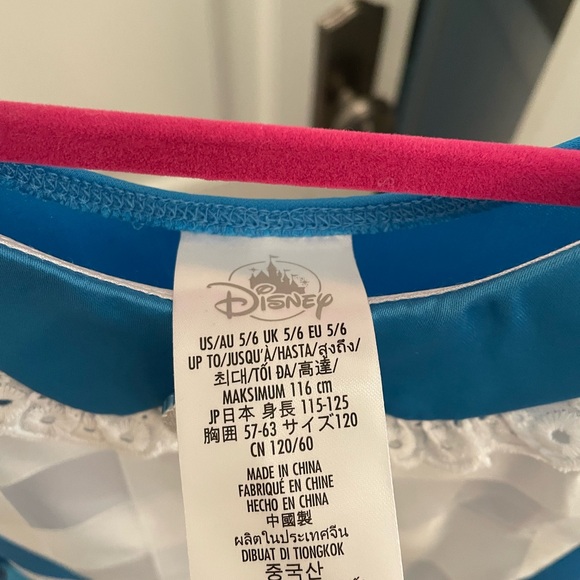 Disney
US/AU 5/6 UK 5/6 EU 5/6
UP TO/JUSQU'À/HASTA/สูงถึง/
최대/TỐI ĐA/高達/
MAKSIMUM 116 cm
JP日本 身長 115-125
胸囲 57-63 サイズ120
CN 120/60
MADE IN CHINA
FABRIQUÉ EN CHINE
HECHO EN CHINA
中國製
ผลิตในประเทศจีน
DIBUAT DI TIONGKOK
중국산